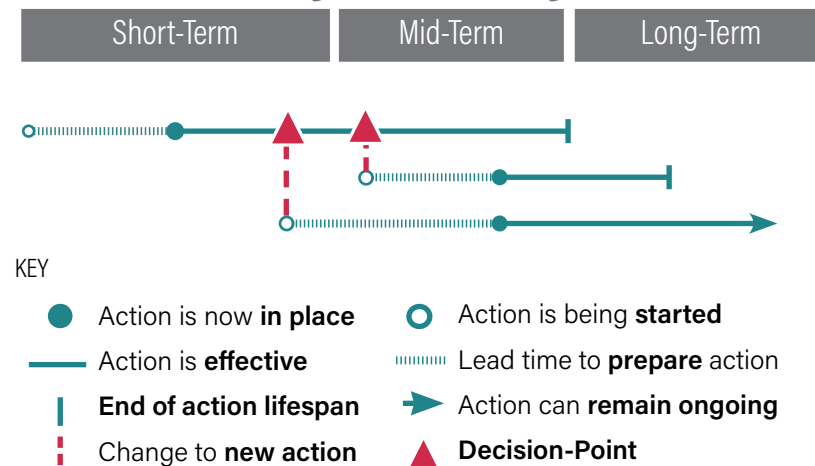 Short-Term Mid-Term Long-Term
KEY
Action is now in place
Action is being started
Action is effective
Lead time to prepare action
End of action lifespan
Action can remain ongoing
Change to new action
Decision-Point